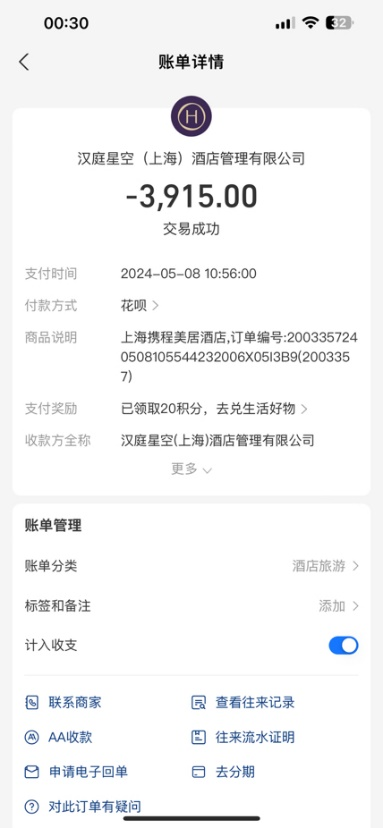 00:30
32
账单详情
H
汉庭星空（上海）酒店管理有限公司
-3,915.00
交易成功
支付时间 2024-05-08 10:56:00
付款方式 花呗
商品说明 上海携程美居酒店,订单编号:200335724
0508105544232006X05I3B9(200335
7)
支付奖励 已领取20积分，去兑生活好物
收款方全称 汉庭星空(上海)酒店管理有限公司
更多
账单管理
账单分类 酒店旅游
标签和备注 添加
计入收支
联系商家 查看往来记录
AA收款 往来流水证明
申请电子回单 去分期
对此订单有疑问